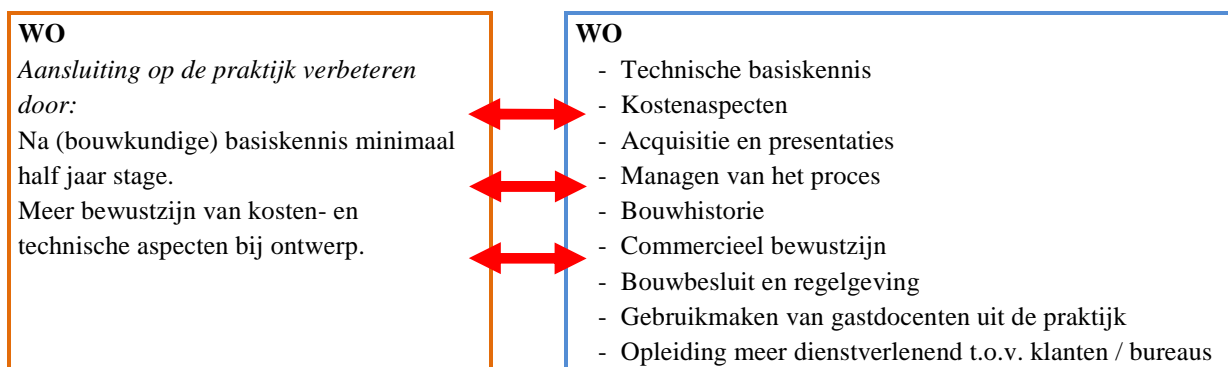 WO
Aansluiting op de praktijk verbeteren
door:
Na (bouwkundige) basiskennis minimaal
half jaar stage.
Meer bewustzijn van kosten- en
technische aspecten bij ontwerp.
WO
- Technische basiskennis
- Kostenaspecten
- Acquisitie en presentaties
- Managen van het proces
- Bouwhistorie
- Commercieel bewustzijn
- Bouwbesluit en regelgeving
- Gebruikmaken van gastdocenten uit de praktijk
- Opleiding meer dienstverlenend t.o.v. klanten / bureaus